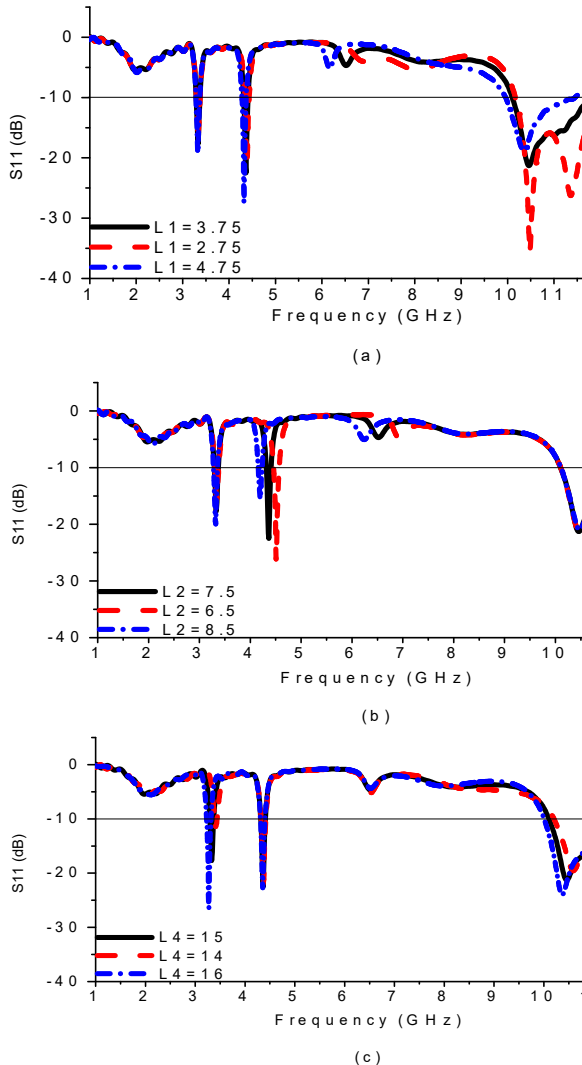 0
-10
-20
-30
-40
S11 (dB)
L1=3.75
L1=2.75
L1=4.75
1 2 3 4 5 6 7 8 9 10 11
Frequency (GHz)
(a)
0
-10
-20
-30
-40
S11 (dB)
L2=7.5
L2=6.5
L2=8.5
1 2 3 4 5 6 7 8 9 10
Frequency (GHz)
(b)
0
-10
-20
-30
-40
S11 (dB)
L4=15
L4=14
L4=16
1 2 3 4 5 6 7 8 9 10
Frequency (GHz)
(c)